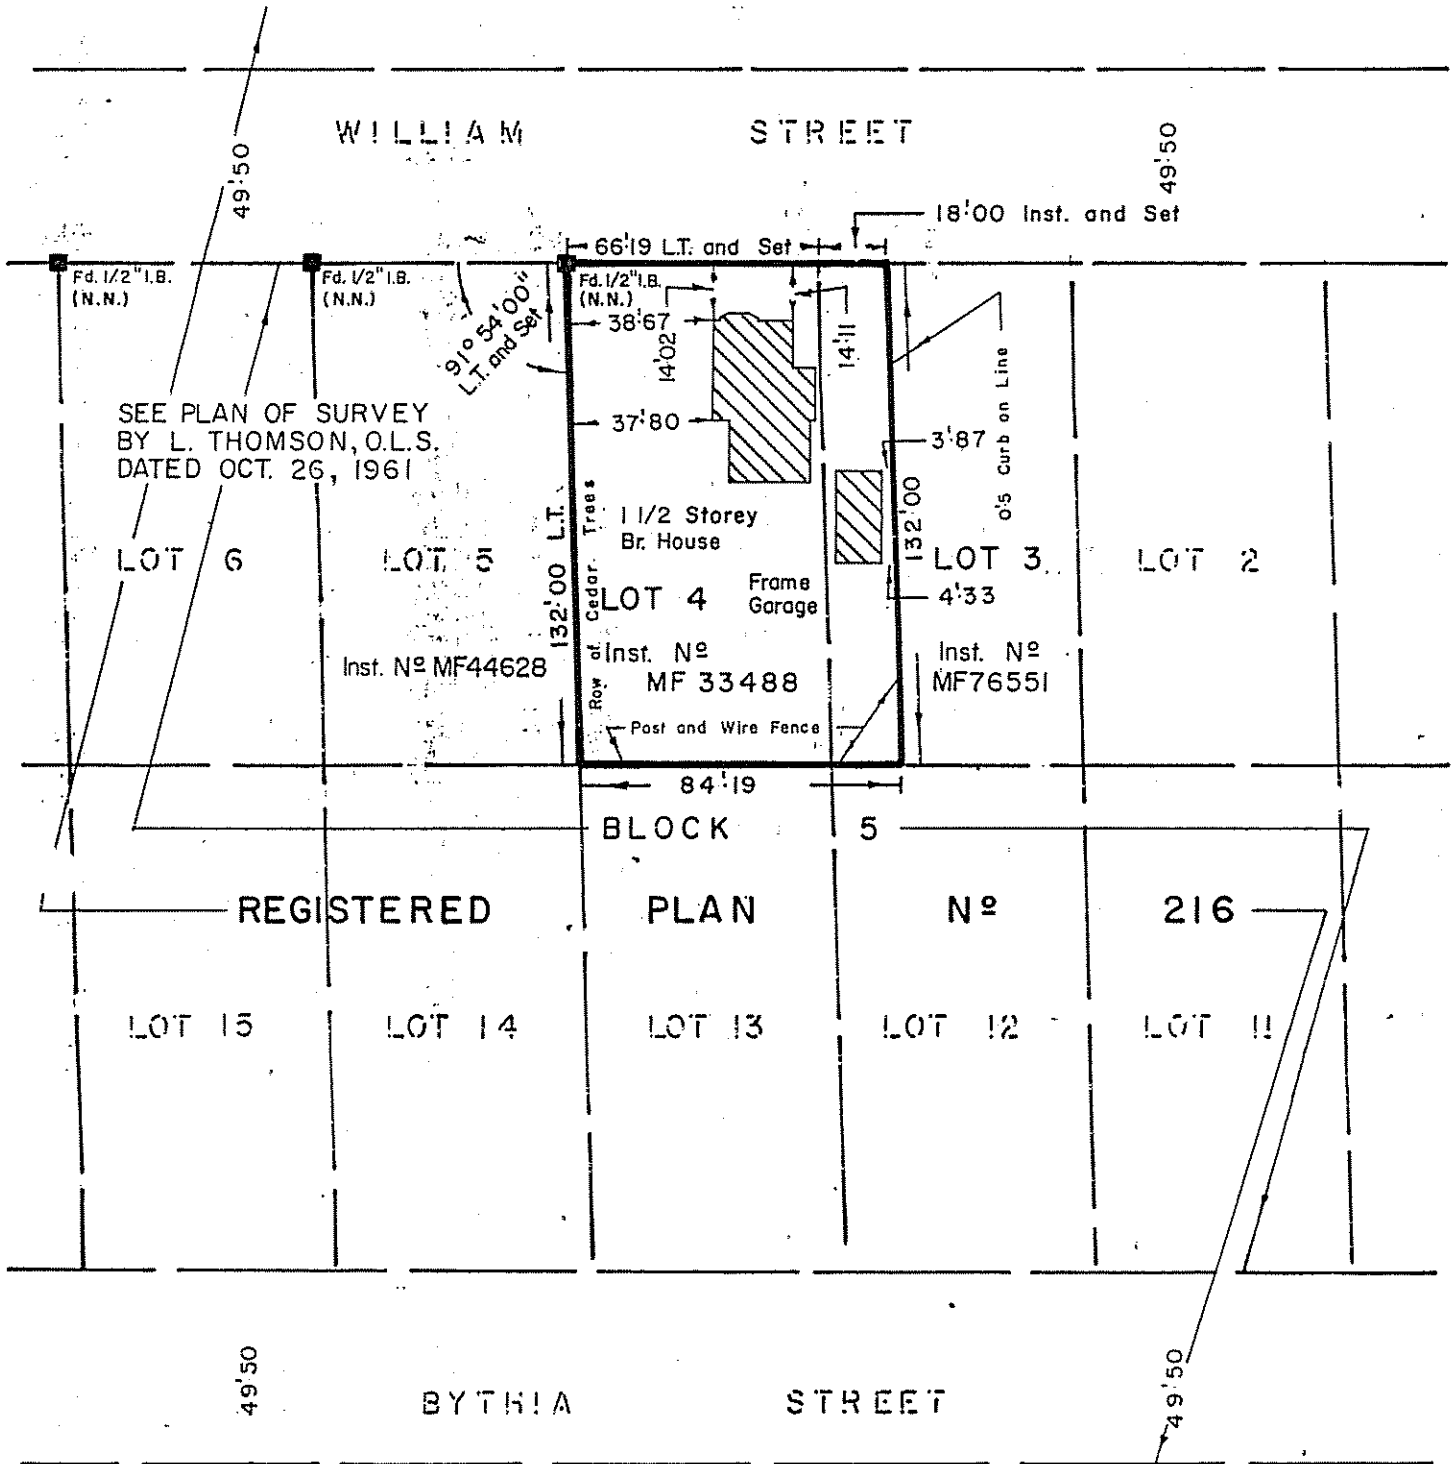 WILLIAM STREET
49'50
49'50
18'00 Inst. and Set
66'19 L.T. and Set
Fd. 1/2" I.B.
(N.N.)
Fd. 1/2" I.B.
(N.N.)
Fd. 1/2" I.B.
(N.N.)
91° 54' 00"
L.T. and Set
38'67
14'02
14'11
0'5 Curb on Line
37'80
3'87
SEE PLAN OF SURVEY
BY L. THOMSON, O.L.S.
DATED OCT. 26, 1961
132'00 L.T.
Row of Cedar Trees
1 1/2 Storey
Br. House
132'00
LOT 6
LOT 5
LOT 4
Frame
Garage
LOT 3
LOT 2
4'33
Inst. Nº MF44628
Inst. Nº
MF 33488
Inst. Nº
MF76551
Post and Wire Fence
84'19
BLOCK 5
REGISTERED PLAN Nº 216
LOT 15
LOT 14
LOT 13
LOT 12
LOT 11
49'50
BYTHIA STREET
49'50